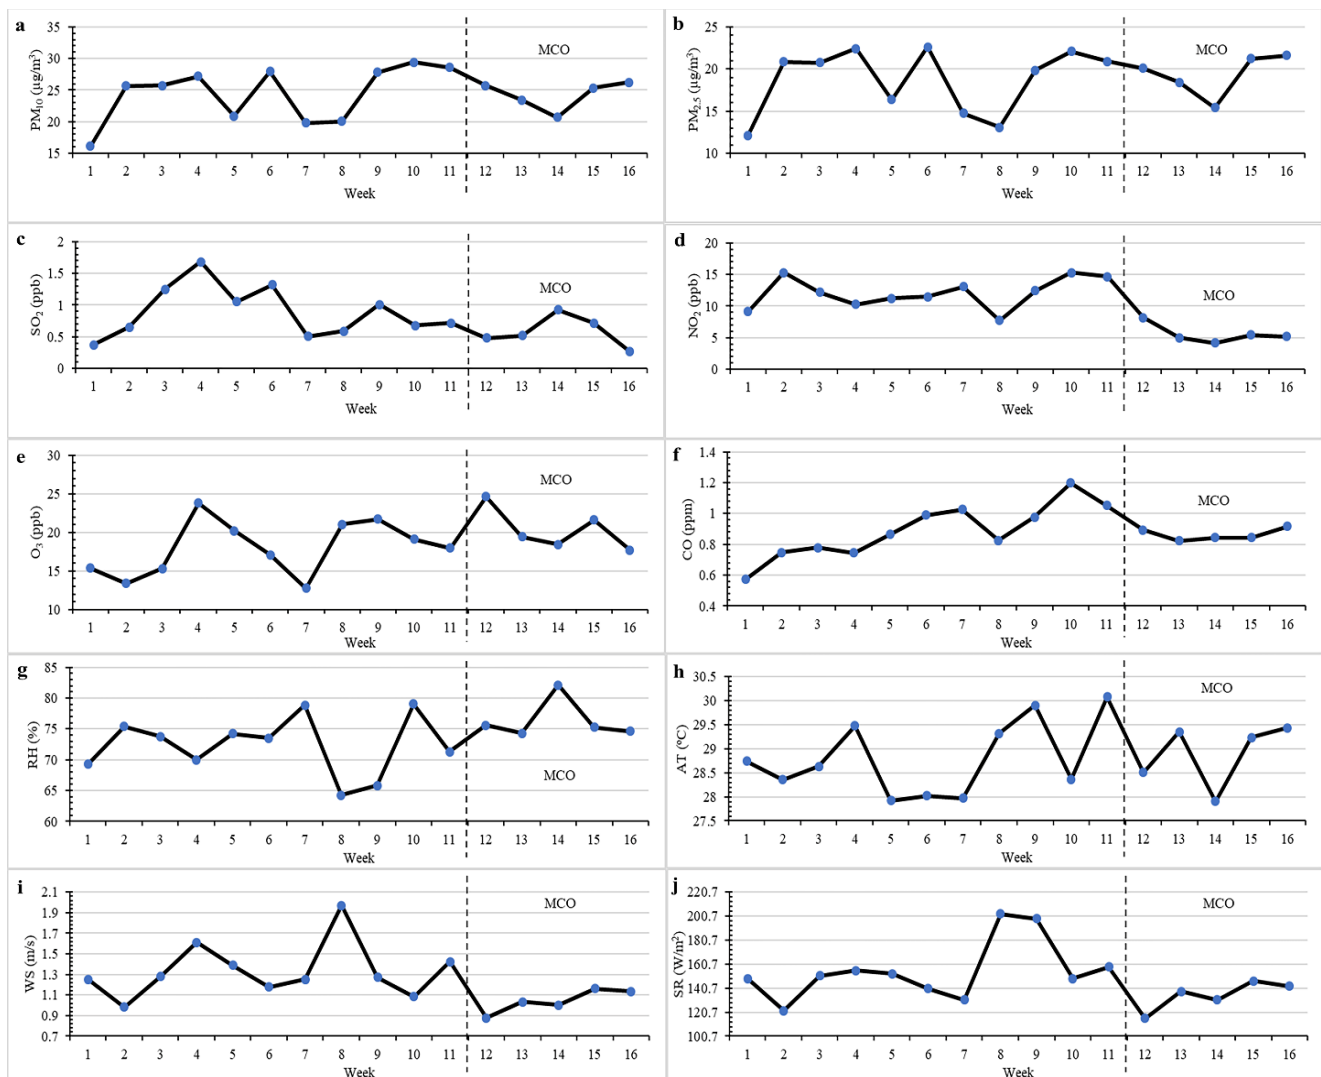 a
PM10 (µg/m³)
35
30
25
20
15
MCO
1 2 3 4 5 6 7 8 9 10 11 12 13 14 15 16
Week
b
PM2.5 (µg/m³)
25
20
15
10
MCO
1 2 3 4 5 6 7 8 9 10 11 12 13 14 15 16
Week
c
SO2 (ppb)
2
1.5
1
0.5
0
MCO
1 2 3 4 5 6 7 8 9 10 11 12 13 14 15 16
Week
d
NO2 (ppb)
20
15
10
5
0
MCO
1 2 3 4 5 6 7 8 9 10 11 12 13 14 15 16
Week
e
O3 (ppb)
30
25
20
15
10
MCO
1 2 3 4 5 6 7 8 9 10 11 12 13 14 15 16
Week
f
CO (ppm)
1.4
1.2
1
0.8
0.6
0.4
MCO
1 2 3 4 5 6 7 8 9 10 11 12 13 14 15 16
Week
g
RH (%)
85
80
75
70
65
60
MCO
1 2 3 4 5 6 7 8 9 10 11 12 13 14 15 16
Week
h
AT (°C)
30.5
30
29.5
29
28.5
28
27.5
MCO
1 2 3 4 5 6 7 8 9 10 11 12 13 14 15 16
Week
i
WS (m/s)
2.1
1.9
1.7
1.5
1.3
1.1
0.9
0.7
MCO
1 2 3 4 5 6 7 8 9 10 11 12 13 14 15 16
Week
j
SR (W/m²)
220.7
200.7
180.7
160.7
140.7
120.7
100.7
MCO
1 2 3 4 5 6 7 8 9 10 11 12 13 14 15 16
Week